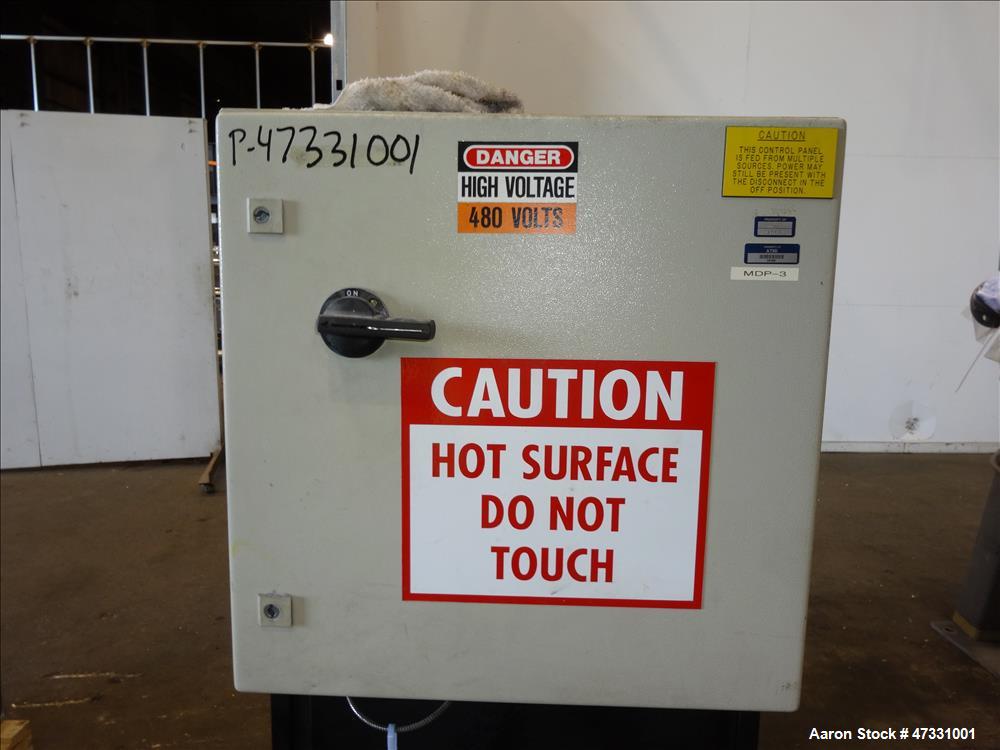 P-47331001
DANGER
HIGH VOLTAGE
480 VOLTS
CAUTION
THIS CONTROL PANEL
IS FED FROM MULTIPLE
SOURCES. POWER MAY
STILL BE PRESENT WITH
THE DISCONNECT IN THE
OFF POSITION.
MDP-3
ON
CAUTION
HOT SURFACE
DO NOT
TOUCH
Aaron Stock # 47331001